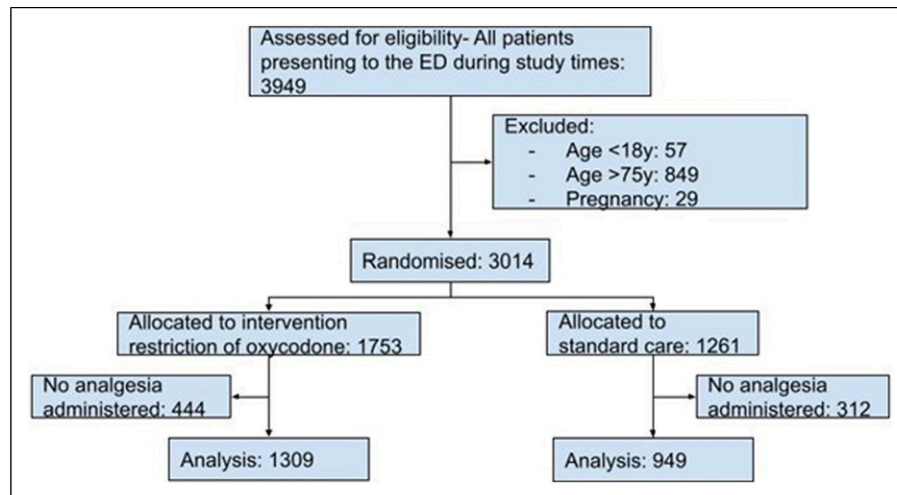 Assessed for eligibility- All patients
presenting to the ED during study times:
3949
Excluded:
- Age <18y: 57
- Age >75y: 849
- Pregnancy: 29
Randomised: 3014
Allocated to intervention
restriction of oxycodone: 1753
Allocated to
standard care: 1261
No analgesia
administered: 444
No analgesia
administered: 312
Analysis: 1309
Analysis: 949